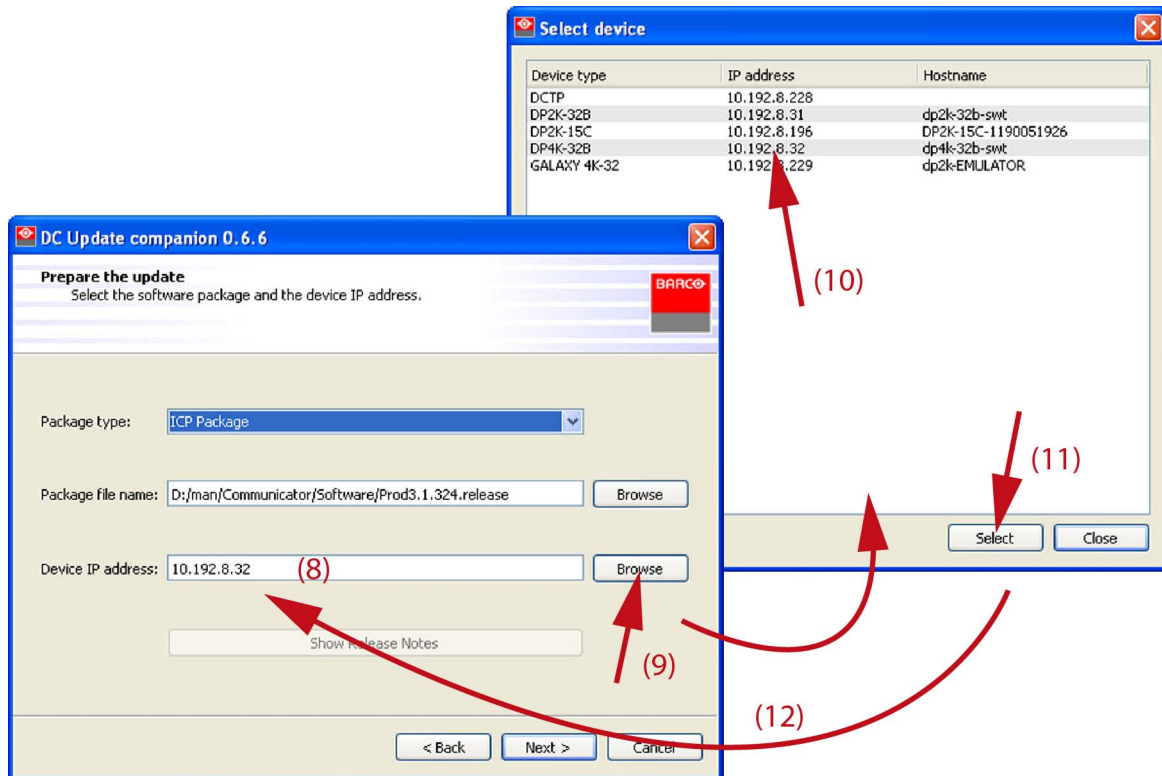 Select device
Device type IP address Hostname
DCTP 10.192.8.228
DP2K-32B 10.192.8.31 dp2k-32b-swt
DP2K-15C 10.192.8.196 DP2K-15C-1190051926
DP4K-32B 10.192.8.32 dp4k-32b-swt
GALAXY 4K-32 10.192.8.229 dp2k-EMULATOR
(10)
(11)
Select Close
DC Update companion 0.6.6
Prepare the update
Select the software package and the device IP address.
BARCO
Package type: ICP Package
Package file name: D:/man/Communicator/Software/Prod3.1.324.release Browse
Device IP address: 10.192.8.32 (8) Browse
Show Release Notes
(9)
(12)
< Back Next > Cancel